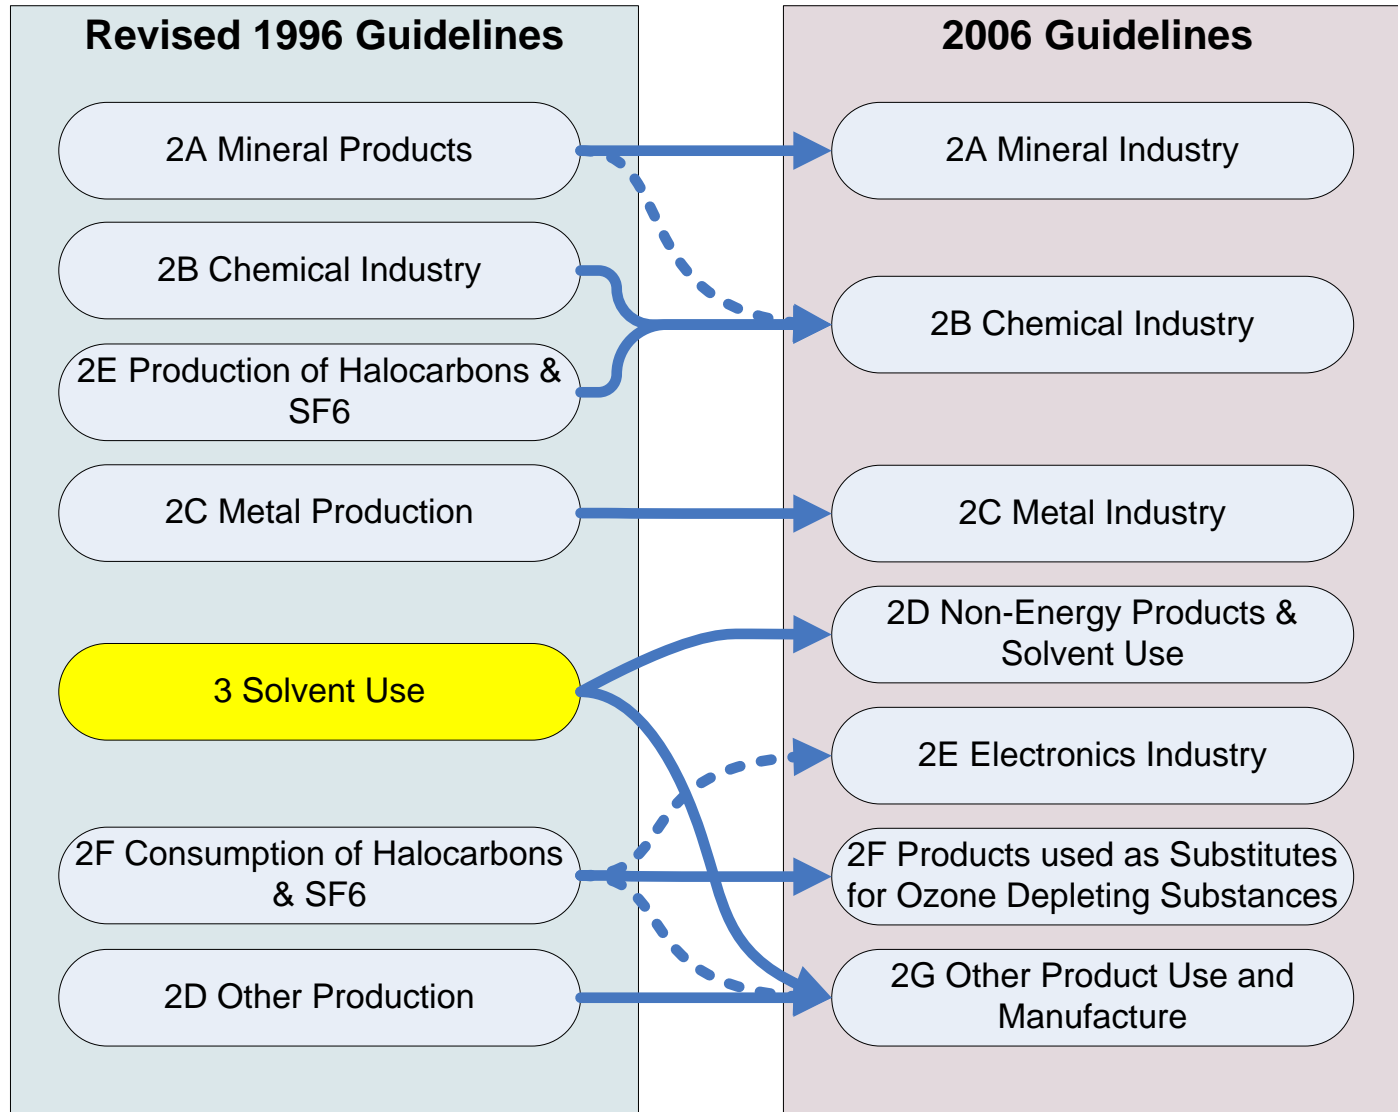 Revised 1996 Guidelines
2A Mineral Products
2B Chemical Industry
2E Production of Halocarbons &
SF6
2C Metal Production
3 Solvent Use
2F Consumption of Halocarbons
& SF6
2D Other Production
2006 Guidelines
2A Mineral Industry
2B Chemical Industry
2C Metal Industry
2D Non-Energy Products &
Solvent Use
2E Electronics Industry
2F Products used as Substitutes
for Ozone Depleting Substances
2G Other Product Use and
Manufacture